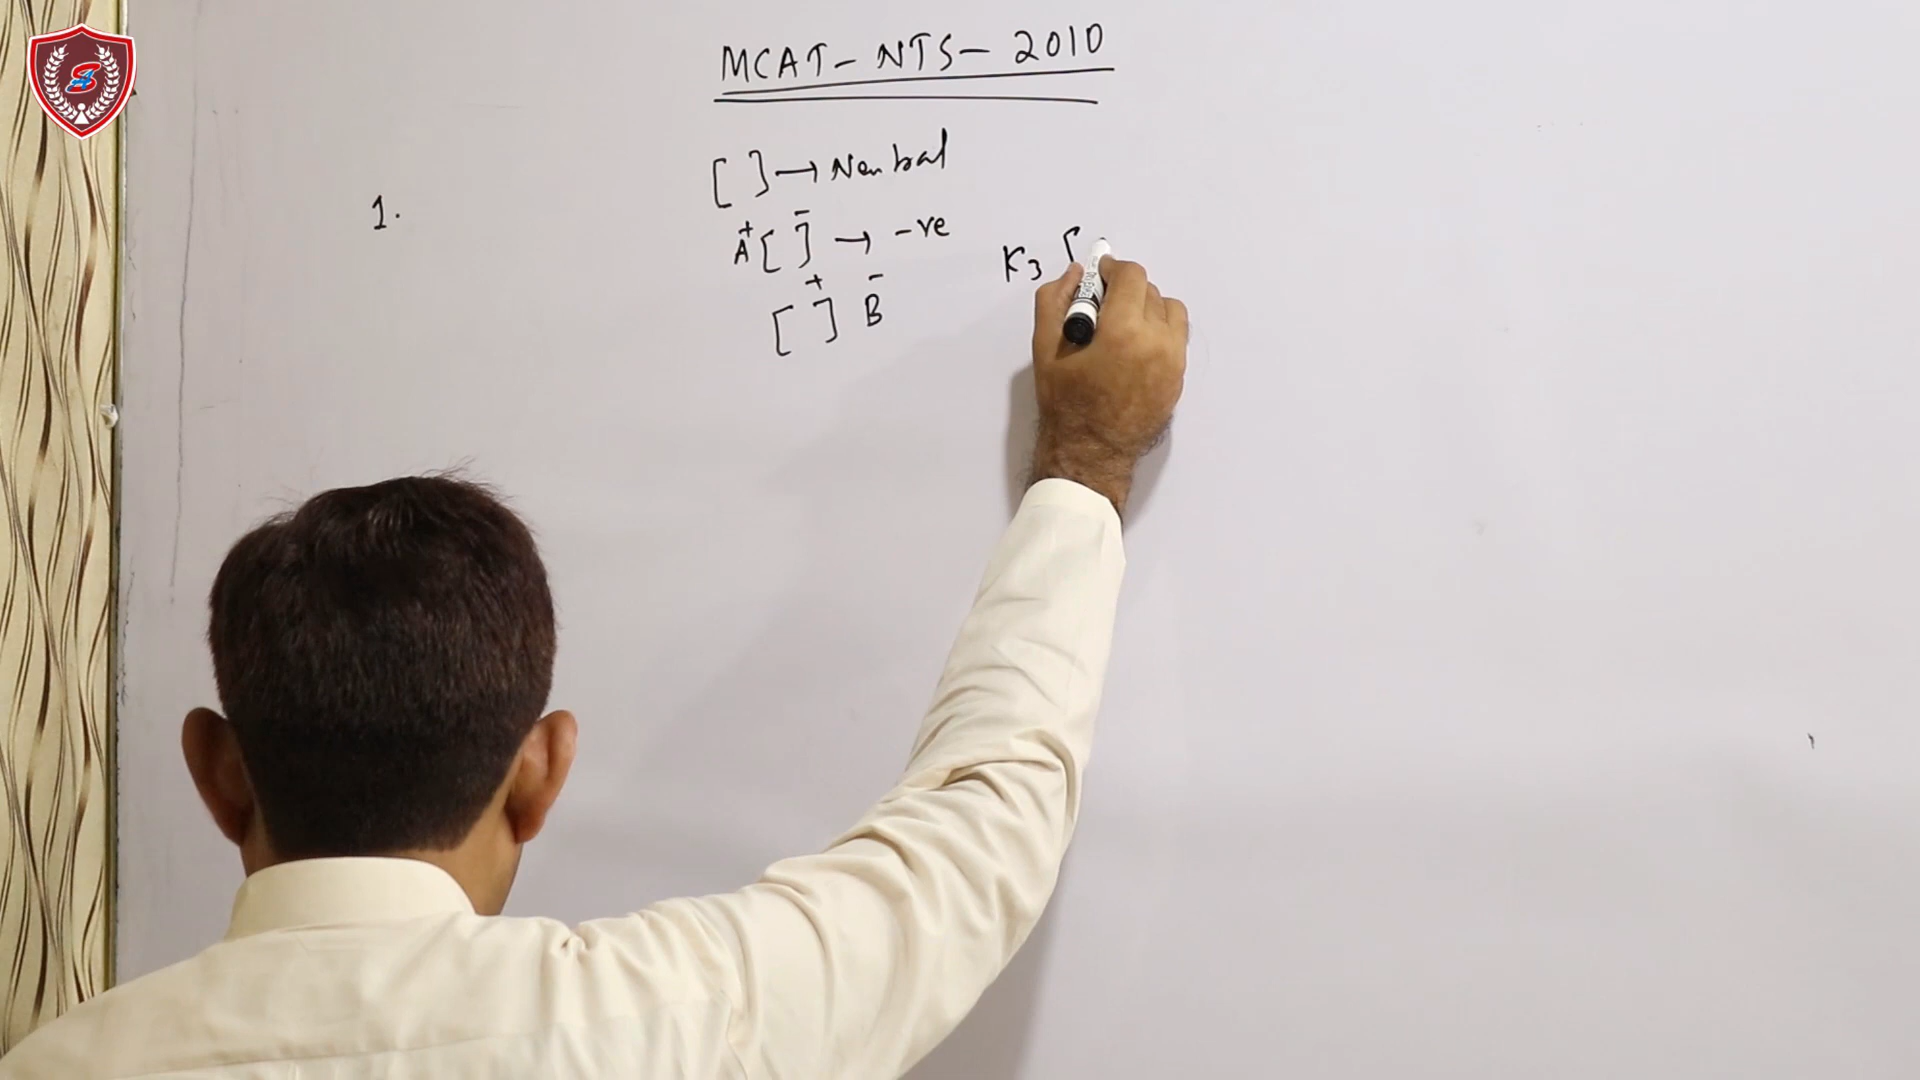 MCAT - NTS - 2010
1.
[ ] → Neutral
A⁺ [ ]⁻ → -ve
[ ]⁺ B⁻
K₃ [